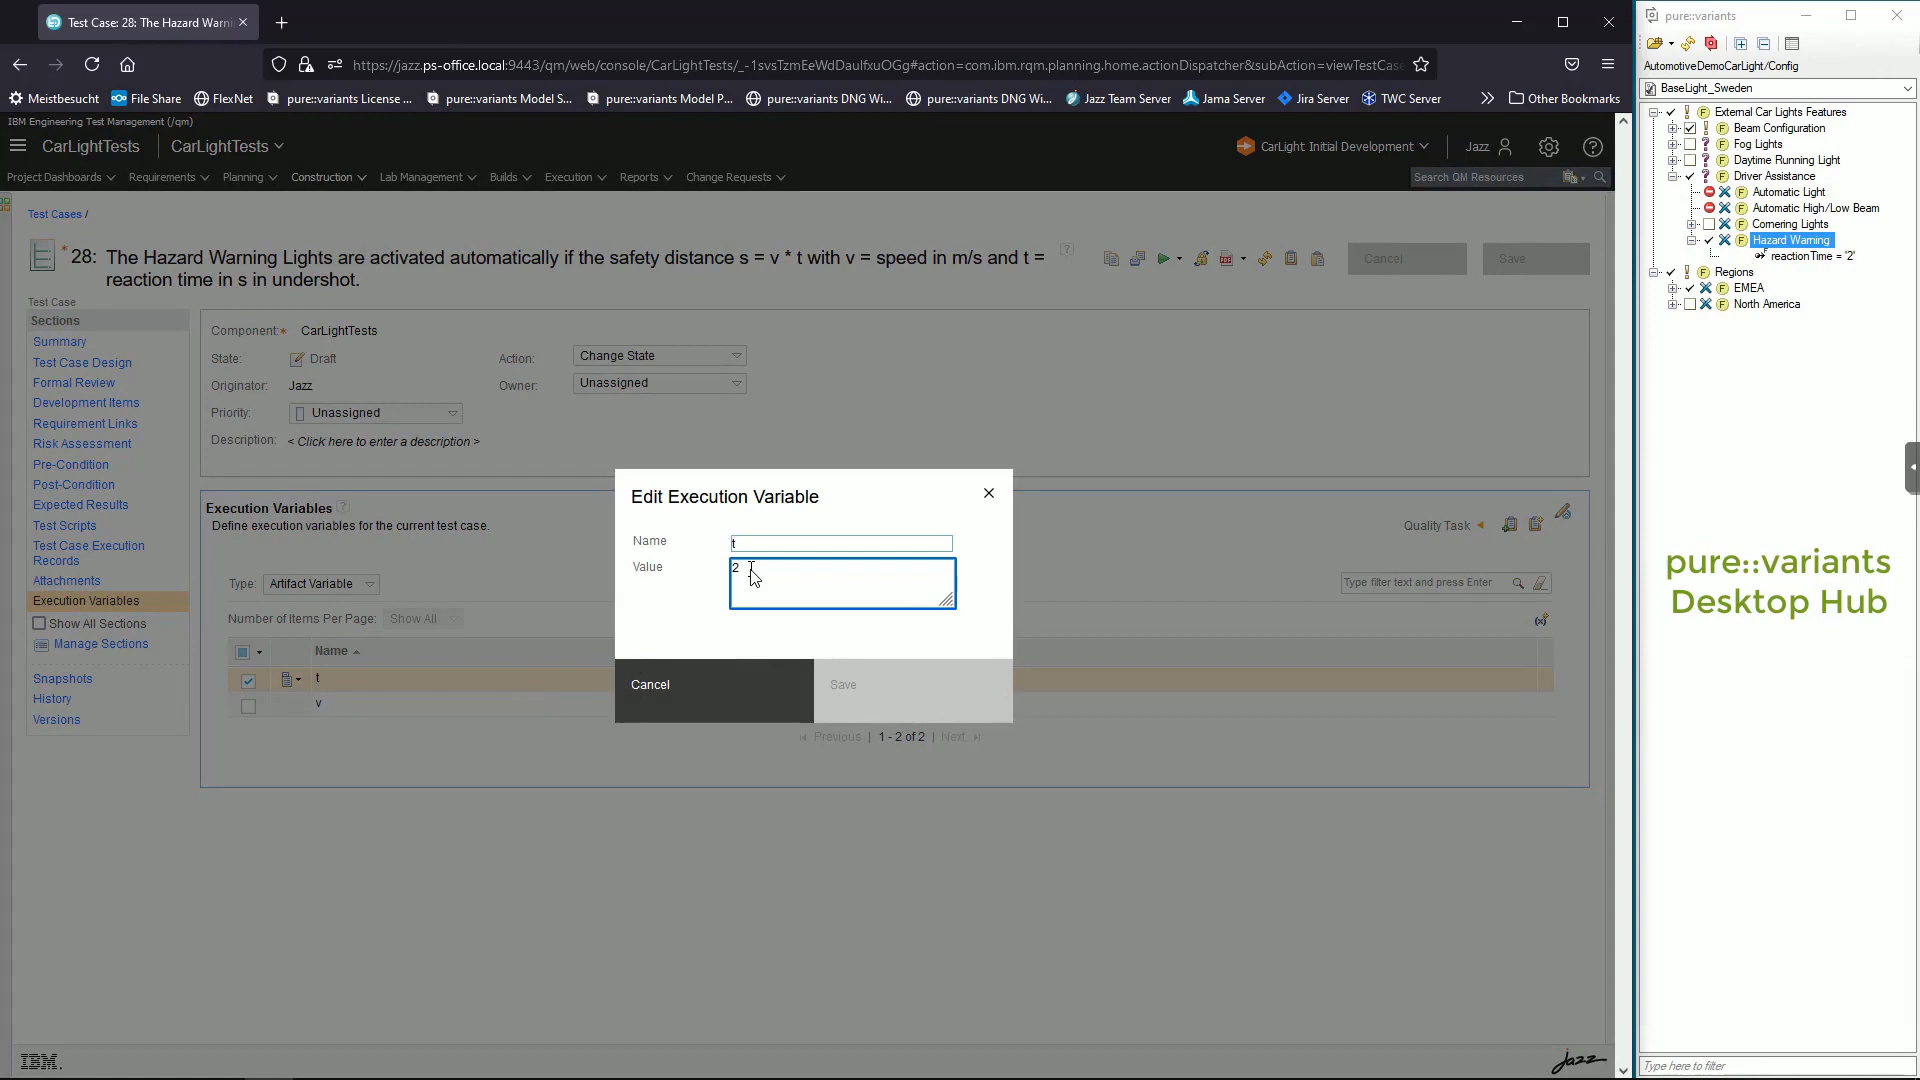 Test Case: 28: The Hazard Warni
https://jazz.ps-office.local:9443/qm/web/console/CarLightTests/_-1svsTzmEeWdDaulfxuOGg#action=com.ibm.rqm.planning.home.actionDispatcher&subAction=viewTestCase
Meistbesucht
File Share
FlexNet
pure::variants License ...
pure::variants Model S...
pure::variants Model P...
pure::variants DNG Wi...
pure::variants DNG Wi...
Jazz Team Server
Jama Server
Jira Server
TWC Server
Other Bookmarks
IBM Engineering Test Management (/qm)
CarLightTests
CarLightTests
CarLight Initial Development
Jazz
Project Dashboards
Requirements
Planning
Construction
Lab Management
Builds
Execution
Reports
Change Requests
Search QM Resources
Test Cases /
* 28: The Hazard Warning Lights are activated automatically if the safety distance s = v * t with v = speed in m/s and t =
reaction time in s in undershot.
Cancel
Save
Test Case
Sections
Summary
Test Case Design
Formal Review
Development Items
Requirement Links
Risk Assessment
Pre-Condition
Post-Condition
Expected Results
Test Scripts
Test Case Execution
Records
Attachments
Execution Variables
Show All Sections
Manage Sections
Snapshots
History
Versions
Component:* CarLightTests
State: Draft
Action: Change State
Originator: Jazz
Owner: Unassigned
Priority: Unassigned
Description: < Click here to enter a description >
Execution Variables ?
Define execution variables for the current test case.
Quality Task
Type: Artifact Variable
Type filter text and press Enter
Number of Items Per Page: Show All
Name
t
v
Previous | 1 - 2 of 2 | Next
Edit Execution Variable
Name t
Value 2
Cancel
Save
IBM.
jazz
pure::variants
AutomotiveDemoCarLight/Config
BaseLight_Sweden
External Car Lights Features
Beam Configuration
Fog Lights
Daytime Running Light
Driver Assistance
Automatic Light
Automatic High/Low Beam
Cornering Lights
Hazard Warning
reactionTime = '2'
Regions
EMEA
North America
pure::variants
Desktop Hub
Type here to filter